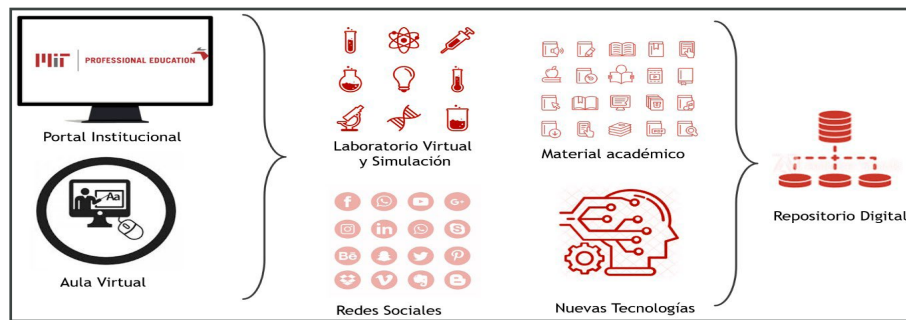 MIT
PROFESSIONAL EDUCATION
Portal Institucional
Aa
Aula Virtual
Laboratorio Virtual
y Simulación
Redes Sociales
Material académico
Nuevas Tecnologías
Repositorio Digital